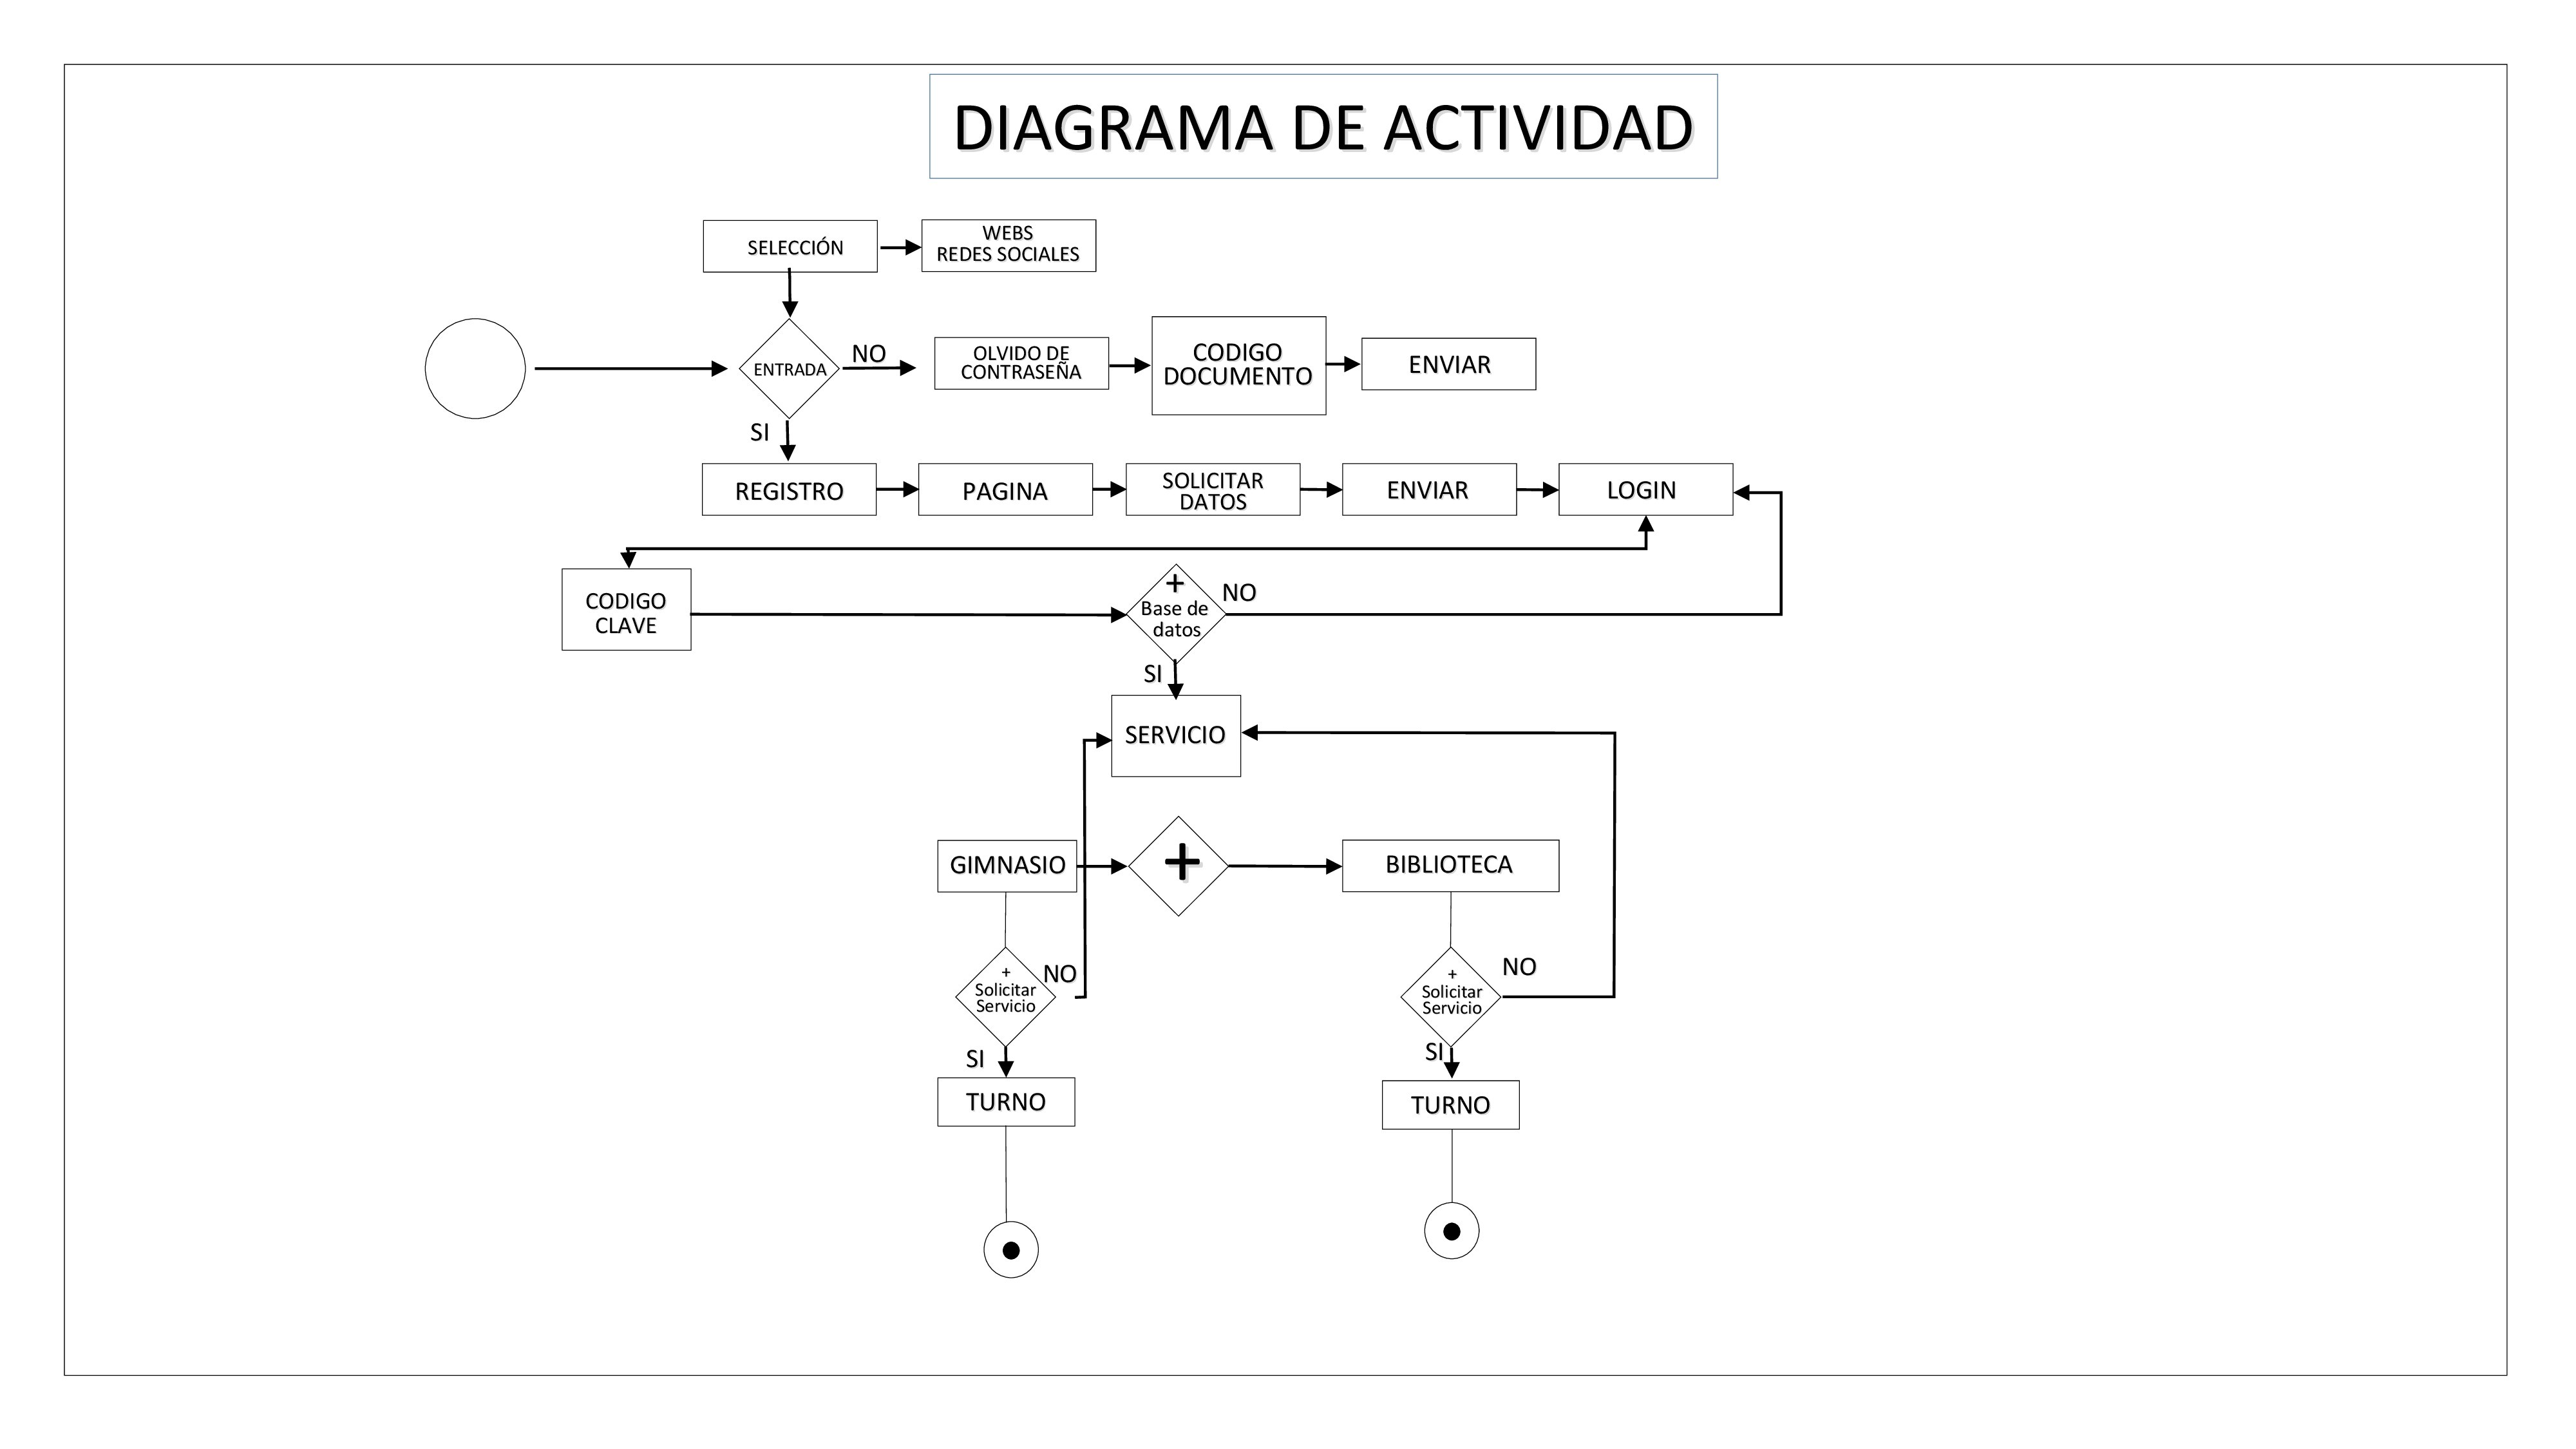 DIAGRAMA DE ACTIVIDAD
SELECCIÓN
WEBS
REDES SOCIALES
ENTRADA
NO
OLVIDO DE
CONTRASEÑA
CODIGO
DOCUMENTO
ENVIAR
SI
REGISTRO
PAGINA
SOLICITAR
DATOS
ENVIAR
LOGIN
CODIGO
CLAVE
+
Base de
datos
NO
SI
SERVICIO
GIMNASIO
+
BIBLIOTECA
+
Solicitar
Servicio
NO
+
Solicitar
Servicio
NO
SI
SI
TURNO
TURNO